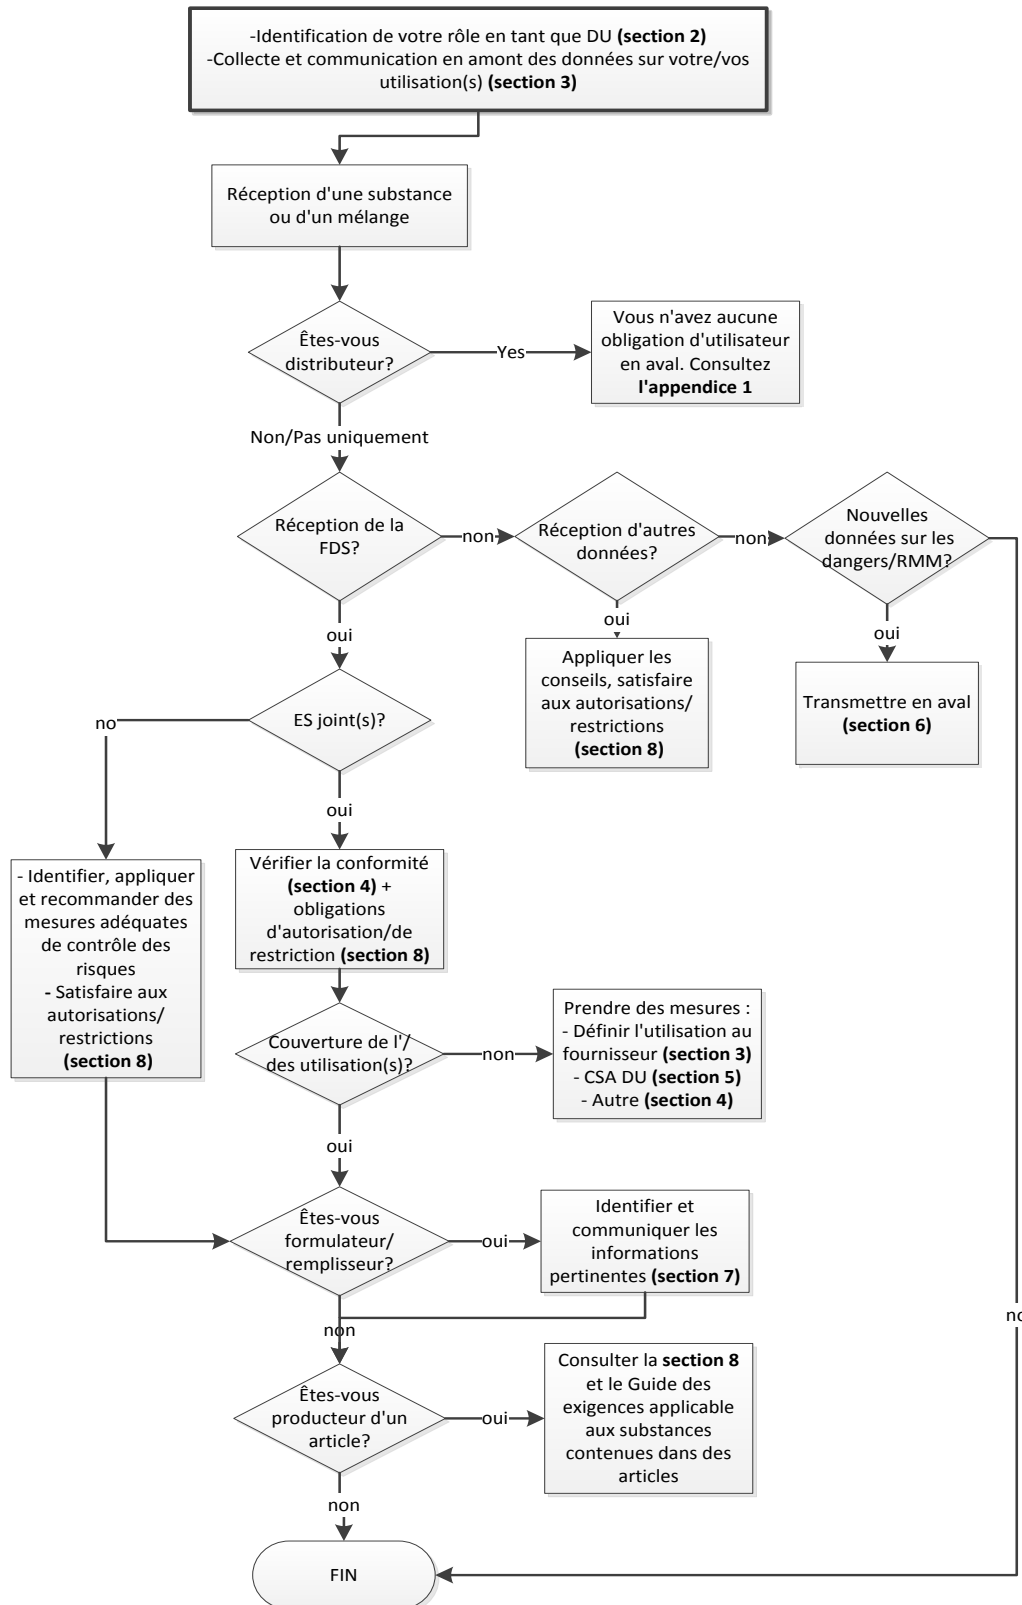 -Identification de votre rôle en tant que DU (section 2)
-Collecte et communication en amont des données sur votre/vos
utilisation(s) (section 3)
Réception d'une substance
ou d'un mélange
Êtes-vous
distributeur?
Yes
Vous n'avez aucune
obligation d'utilisateur
en aval. Consultez
l'appendice 1
Non/Pas uniquement
Réception de la
FDS?
non
Réception d'autres
données?
non
Nouvelles
données sur les
dangers/RMM?
oui
oui
oui
Appliquer les
conseils, satisfaire
aux autorisations/
restrictions
(section 8)
Transmettre en aval
(section 6)
ES joint(s)?
no
oui
- Identifier, appliquer
et recommander des
mesures adéquates
de contrôle des
risques
- Satisfaire aux
autorisations/
restrictions
(section 8)
Vérifier la conformité
(section 4) +
obligations
d'autorisation/de
restriction (section 8)
Couverture de l'/
des utilisation(s)?
non
Prendre des mesures :
- Définir l'utilisation au
fournisseur (section 3)
- CSA DU (section 5)
- Autre (section 4)
oui
Êtes-vous
formulateur/
remplisseur?
oui
Identifier et
communiquer les
informations
pertinentes (section 7)
no
non
Êtes-vous
producteur d'un
article?
oui
Consulter la section 8
et le Guide des
exigences applicable
aux substances
contenues dans des
articles
non
FIN